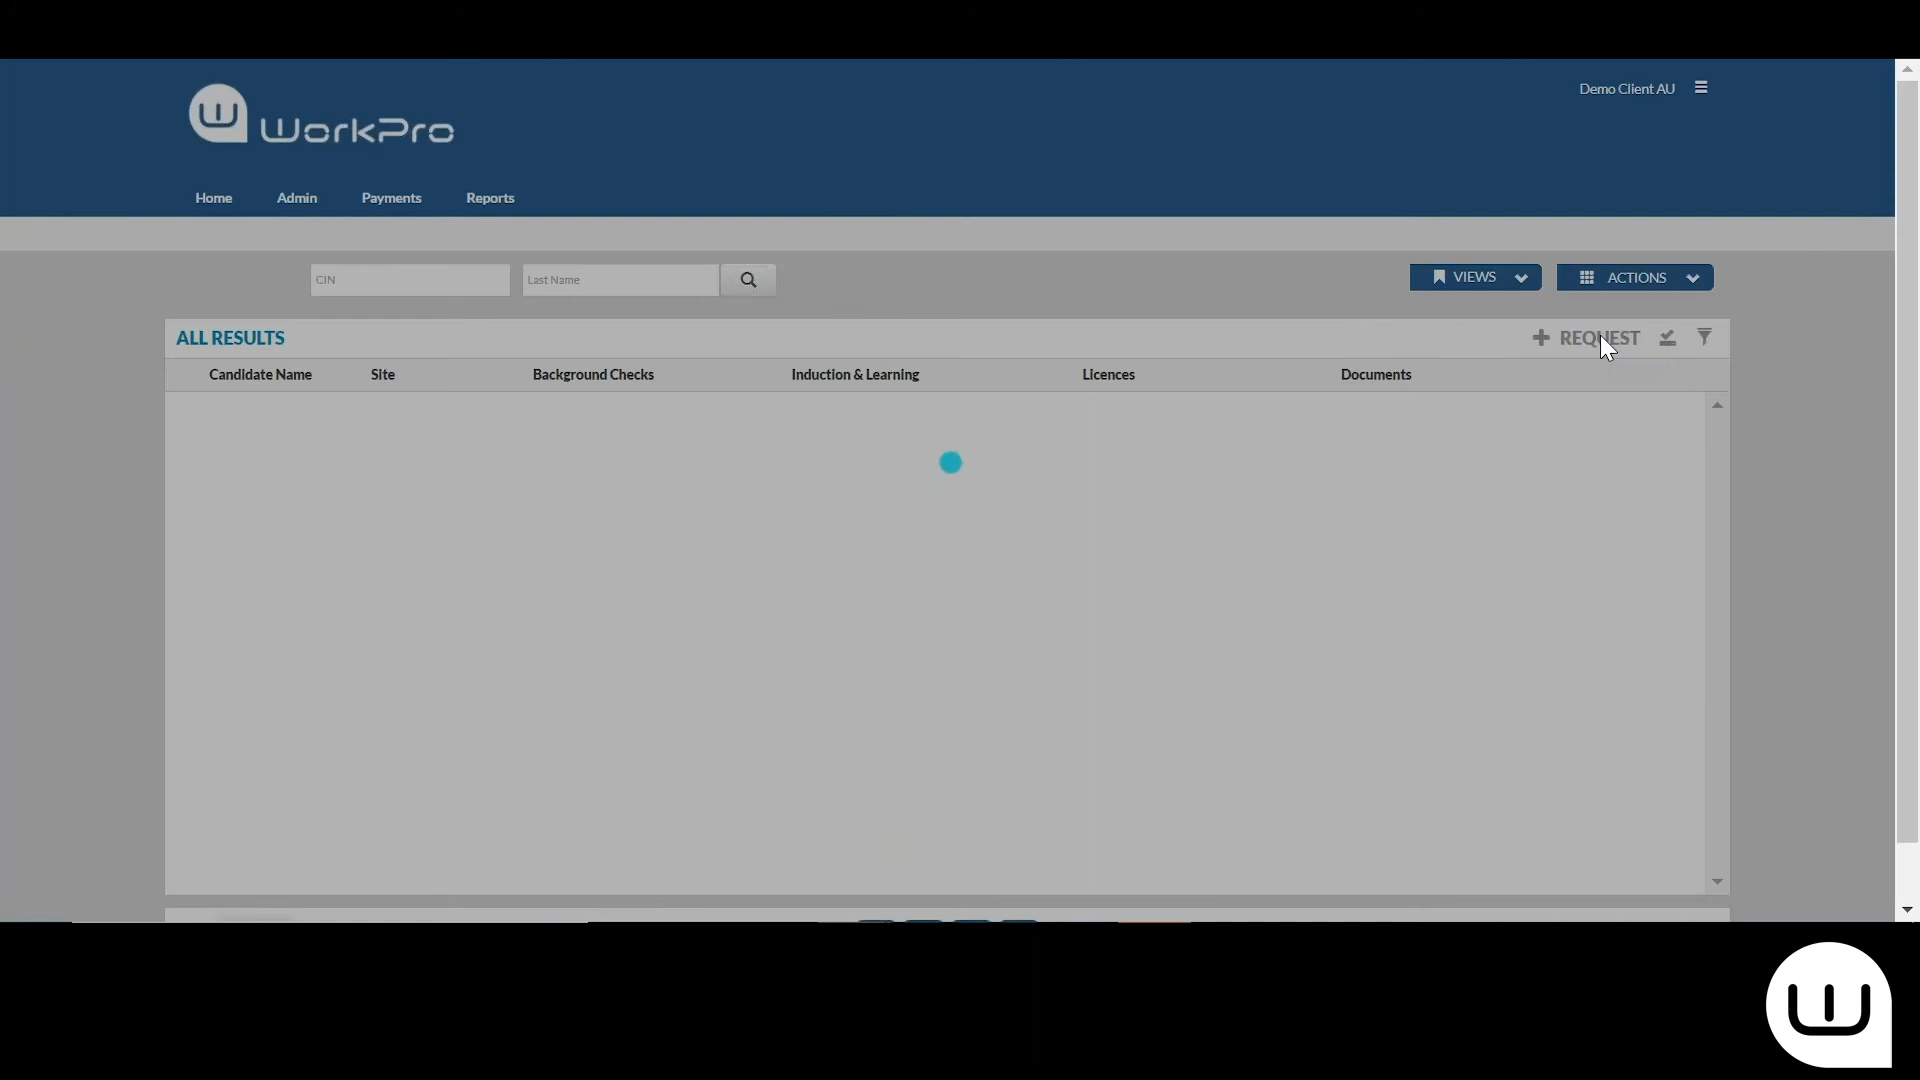 Demo Client AU
WorkPro
Home Admin Payments Reports
CIN Last Name VIEWS ACTIONS
ALL RESULTS REQUEST
Candidate Name Site Background Checks Induction & Learning Licences Documents